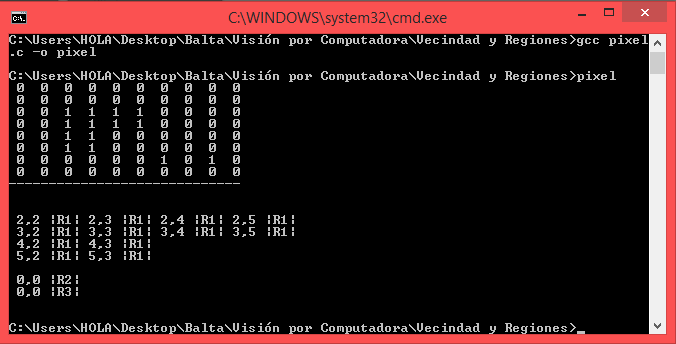 C:\WINDOWS\system32\cmd.exe
C:\Users\HOLA\Desktop\Balta\Visión por Computadora\Vecindad y Regiones>gcc pixel
.c -o pixel
C:\Users\HOLA\Desktop\Balta\Visión por Computadora\Vecindad y Regiones>pixel
0 0 0 0 0 0 0 0 0 0
0 0 0 0 0 0 0 0 0 0
0 0 1 1 1 1 0 0 0 0
0 0 1 1 1 1 0 0 0 0
0 0 1 1 0 0 0 0 0 0
0 0 1 1 0 0 0 0 0 0
0 0 0 0 0 0 1 0 1 0
0 0 0 0 0 0 0 0 0 0
-----------------------------
2,2 |R1| 2,3 |R1| 2,4 |R1| 2,5 |R1|
3,2 |R1| 3,3 |R1| 3,4 |R1| 3,5 |R1|
4,2 |R1| 4,3 |R1|
5,2 |R1| 5,3 |R1|
0,0 |R2|
0,0 |R3|
C:\Users\HOLA\Desktop\Balta\Visión por Computadora\Vecindad y Regiones>_